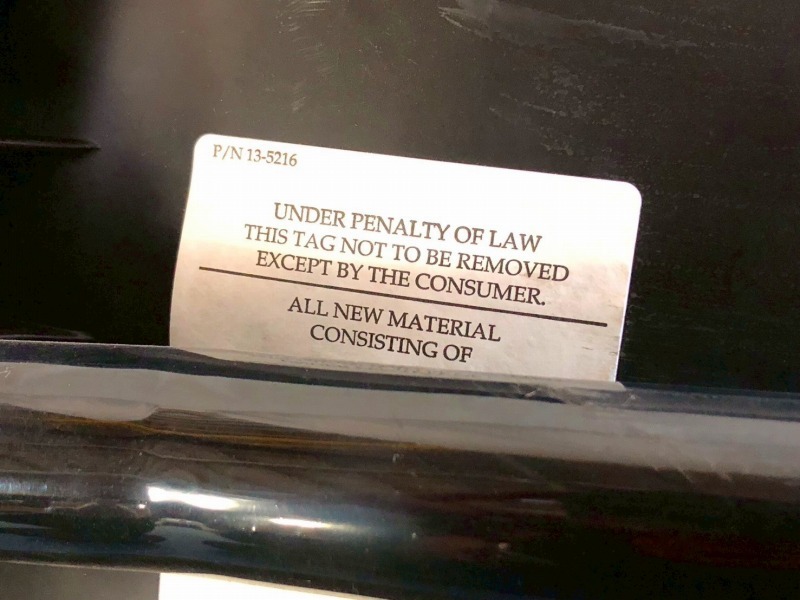 P/N 13-5216
UNDER PENALTY OF LAW
THIS TAG NOT TO BE REMOVED
EXCEPT BY THE CONSUMER.
ALL NEW MATERIAL
CONSISTING OF